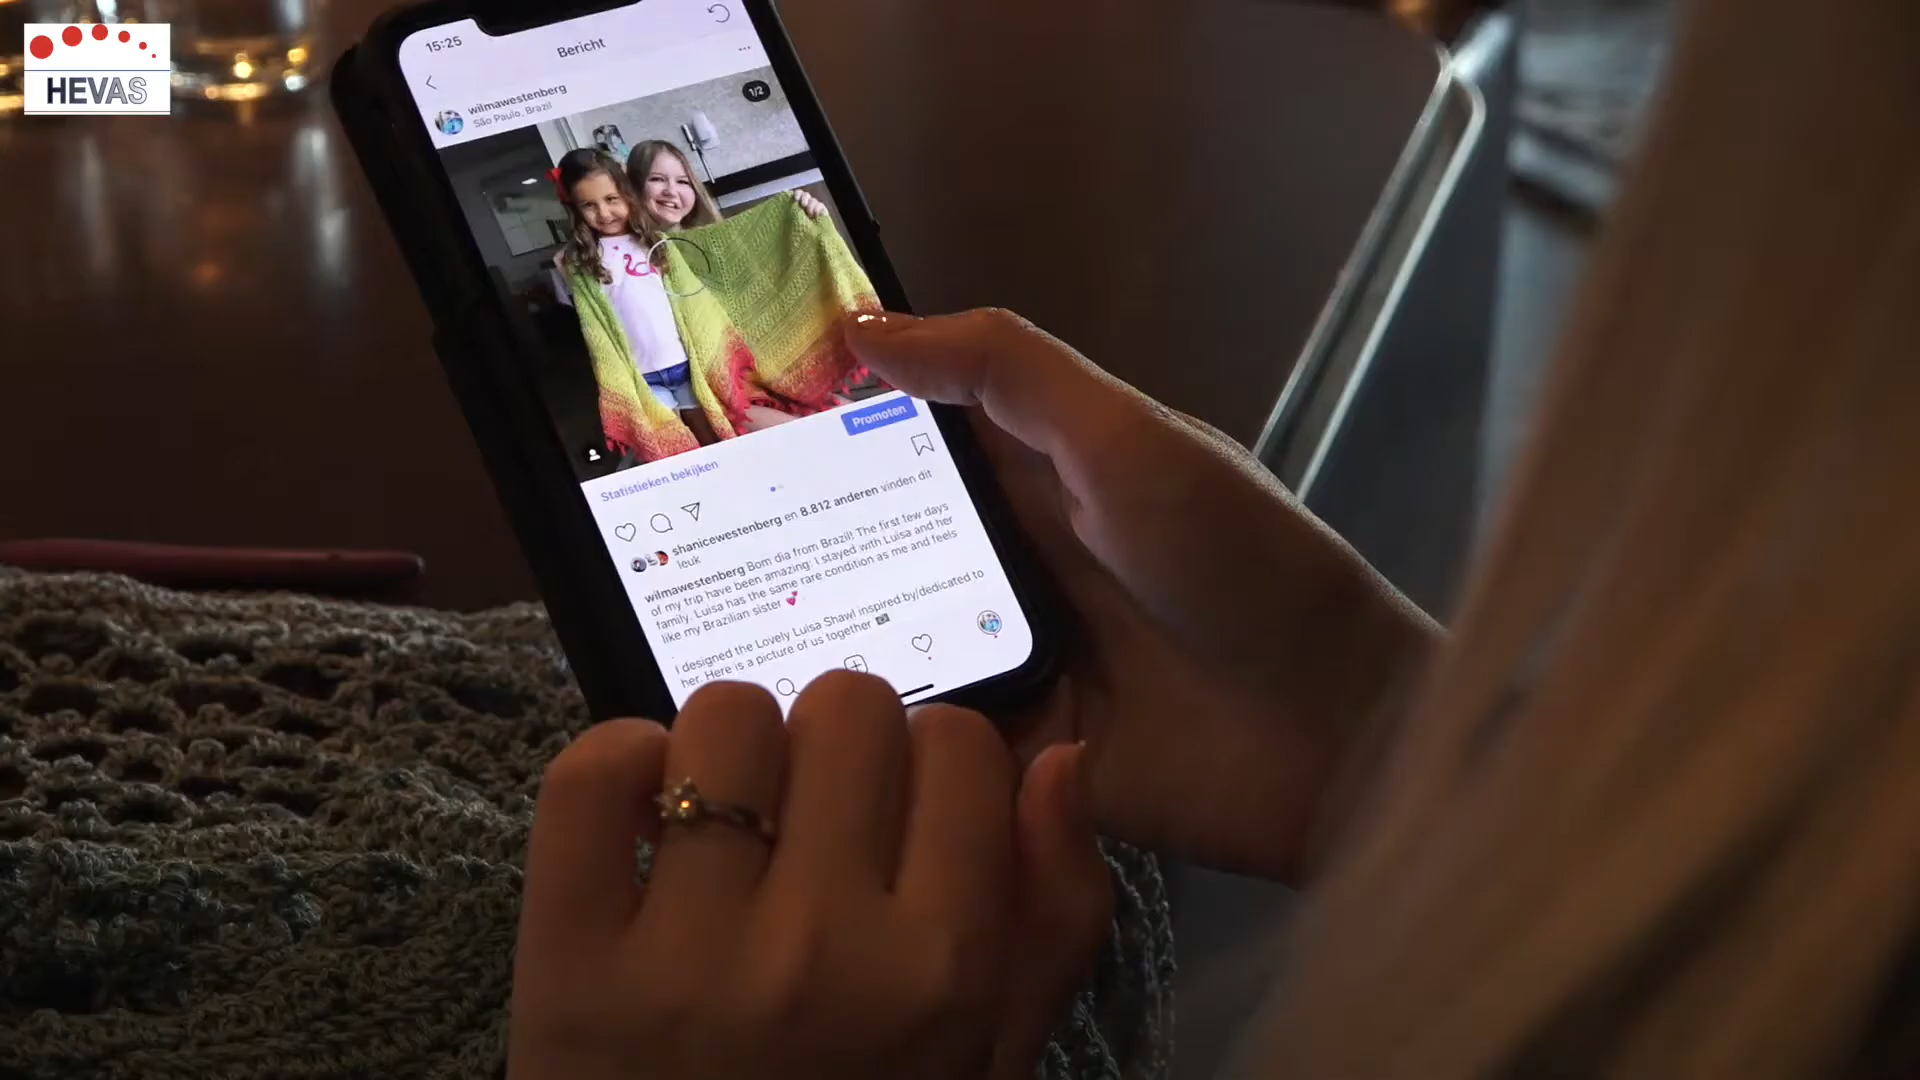 HEVAS
15:25
Bericht
wilmawestenberg
São Paulo, Brazil
1/2
Promoten
Statistieken bekijken
shanicewestenberg en 8.812 anderen vinden dit
leuk
wilmawestenberg Bom dia from Brazil! The first few days
of my trip have been amazing. I stayed with Luisa and her
family. Luisa has the same rare condition as me and feels
like my Brazilian sister 💕
.
I designed the Lovely Luisa Shawl inspired by/dedicated to
her. Here is a picture of us together 📷